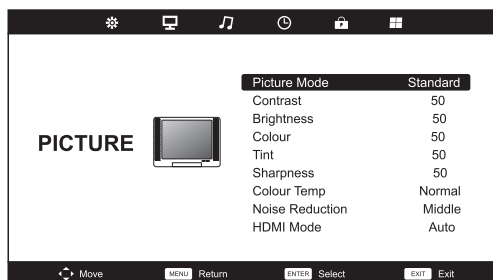 PICTURE
Picture Mode Standard
Contrast 50
Brightness 50
Colour 50
Tint 50
Sharpness 50
Colour Temp Normal
Noise Reduction Middle
HDMI Mode Auto
Move MENU Return ENTER Select EXIT Exit